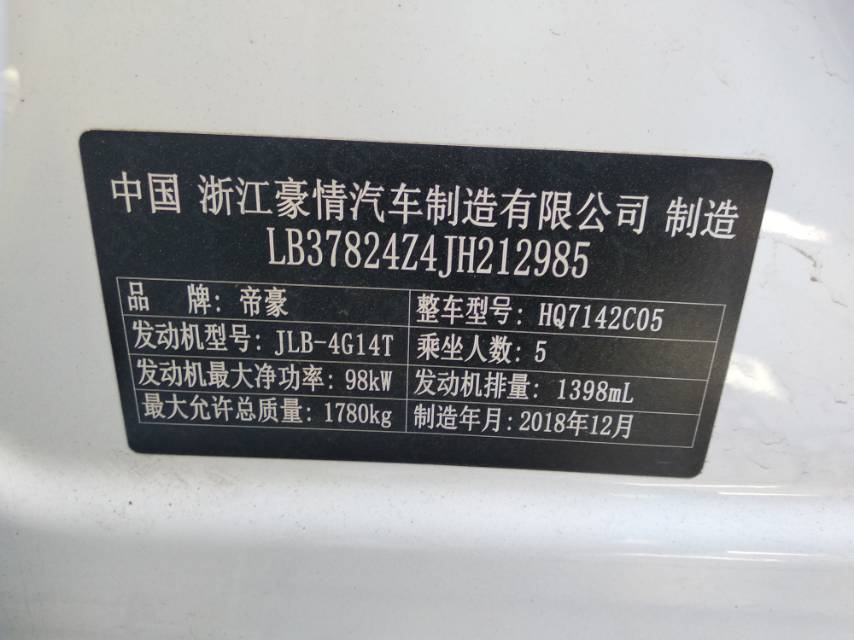 中国 浙江豪情汽车制造有限公司 制造
LB37824Z4JH212985
品 牌: 帝豪 整车型号: HQ7142C05
发动机型号: JLB-4G14T 乘坐人数: 5
发动机最大净功率: 98kW 发动机排量: 1398mL
最大允许总质量: 1780kg 制造年月: 2018年12月